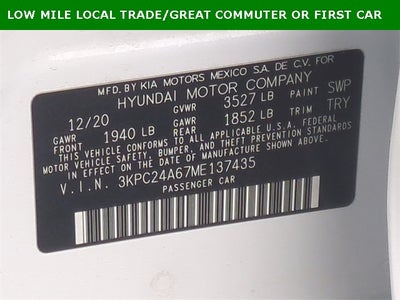 LOW MILE LOCAL TRADE/GREAT COMMUTER OR FIRST CAR
MFD.BY KIA MOTORS MEXICO S.A. DE C.V. FOR
HYUNDAI MOTOR COMPANY
12/20 GVWR 3527 LB PAINT SWP
GAWR FRONT 1940 LB GAWR REAR 1852 LB TRIM TRY
THIS VEHICLE CONFORMS TO ALL APPLICABLE U.S. FEDERAL
MOTOR VEHICLE SAFETY, BUMPER, AND THEFT PREVENTION
STANDARDS IN EFFECT ON THE DATE OF MANUFACTURE
SHOWN ABOVE.
V.I.N. 3KPC24A67ME137435
PASSENGER CAR